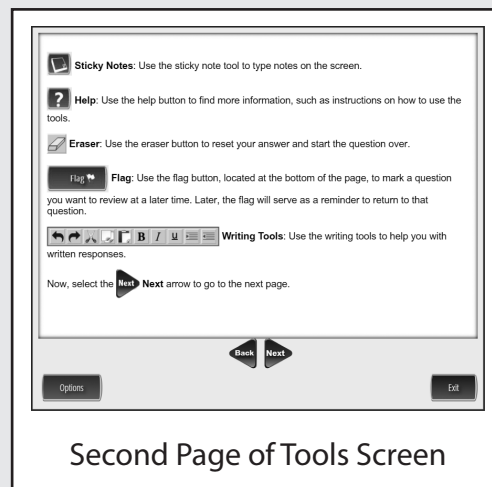 Sticky Notes: Use the sticky note tool to type notes on the screen.
? Help: Use the help button to find more information, such as instructions on how to use the
tools.
Eraser: Use the eraser button to reset your answer and start the question over.
Flag Flag: Use the flag button, located at the bottom of the page, to mark a question
you want to review at a later time. Later, the flag will serve as a reminder to return to that
question.
B I u Writing Tools: Use the writing tools to help you with
written responses.
Now, select the Next Next arrow to go to the next page.
Back Next
Options Exit
Second Page of Tools Screen